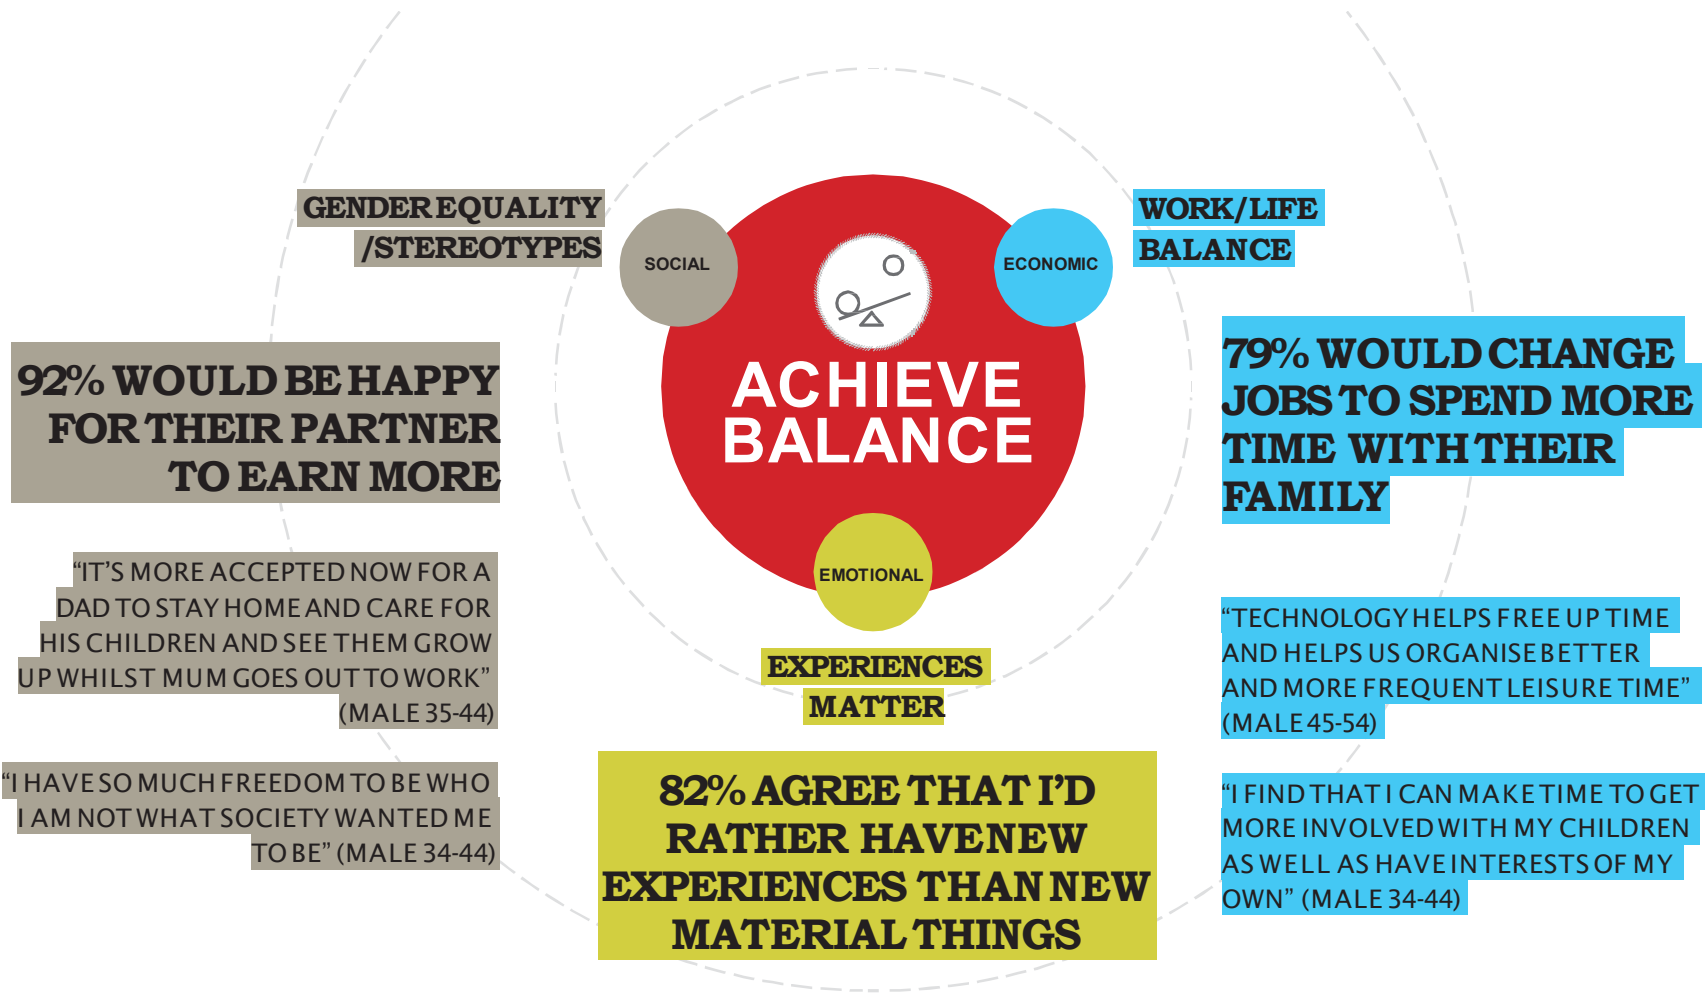 GENDER EQUALITY
/STEREOTYPES
SOCIAL
92% WOULD BE HAPPY
FOR THEIR PARTNER
TO EARN MORE
“IT’S MORE ACCEPTED NOW FOR A
DAD TO STAY HOME AND CARE FOR
HIS CHILDREN AND SEE THEM GROW
UP WHILST MUM GOES OUT TO WORK”
(MALE 35-44)
“I HAVE SO MUCH FREEDOM TO BE WHO
I AM NOT WHAT SOCIETY WANTED ME
TO BE” (MALE 34-44)
ACHIEVE
BALANCE
EMOTIONAL
EXPERIENCES
MATTER
82% AGREE THAT I’D
RATHER HAVE NEW
EXPERIENCES THAN NEW
MATERIAL THINGS
ECONOMIC
WORK/LIFE
BALANCE
79% WOULD CHANGE
JOBS TO SPEND MORE
TIME WITH THEIR
FAMILY
“TECHNOLOGY HELPS FREE UP TIME
AND HELPS US ORGANISE BETTER
AND MORE FREQUENT LEISURE TIME”
(MALE 45-54)
“I FIND THAT I CAN MAKE TIME TO GET
MORE INVOLVED WITH MY CHILDREN
AS WELL AS HAVE INTERESTS OF MY
OWN” (MALE 34-44)